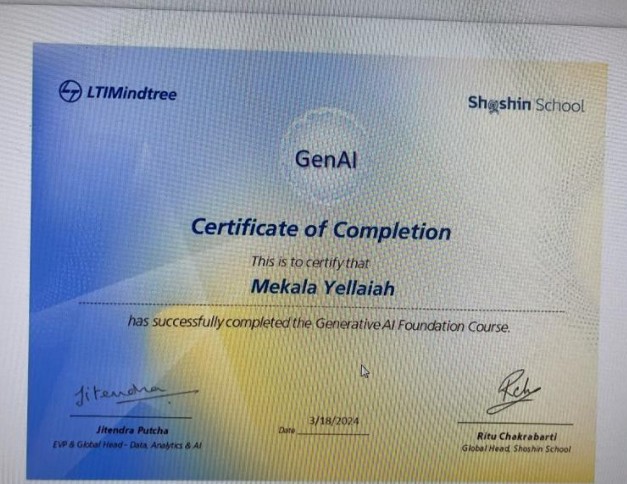 LTIMindtree
Shoshin School
GenAI
Certificate of Completion
This is to certify that
Mekala Yellaiah
has successfully completed the Generative AI Foundation Course.
Jitendra
Reh
Jitendra Putcha
EVP & Global Head - Data, Analytics & AI
Date 3/18/2024
Ritu Chakrabarti
Global Head, Shoshin School